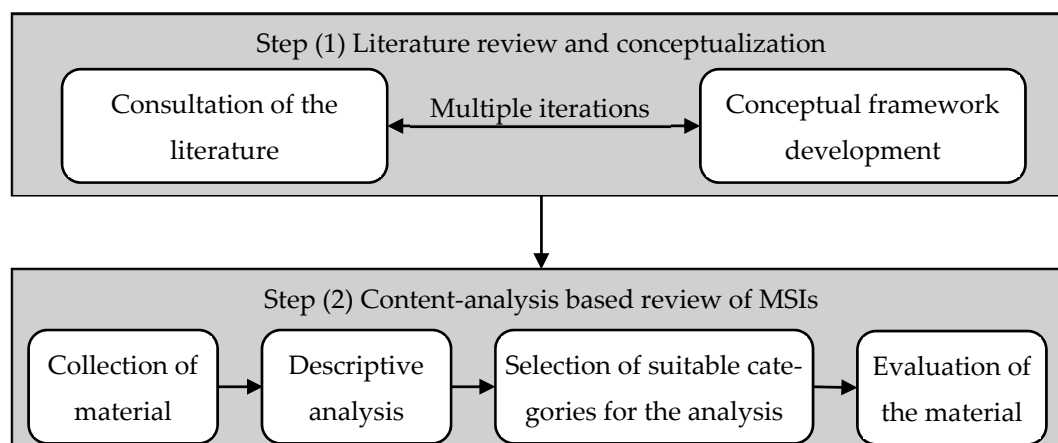 Step (1) Literature review and conceptualization
Consultation of the
literature
Multiple iterations
Conceptual framework
development
Step (2) Content-analysis based review of MSIs
Collection of
material
Descriptive
analysis
Selection of suitable cate-
gories for the analysis
Evaluation of
the material